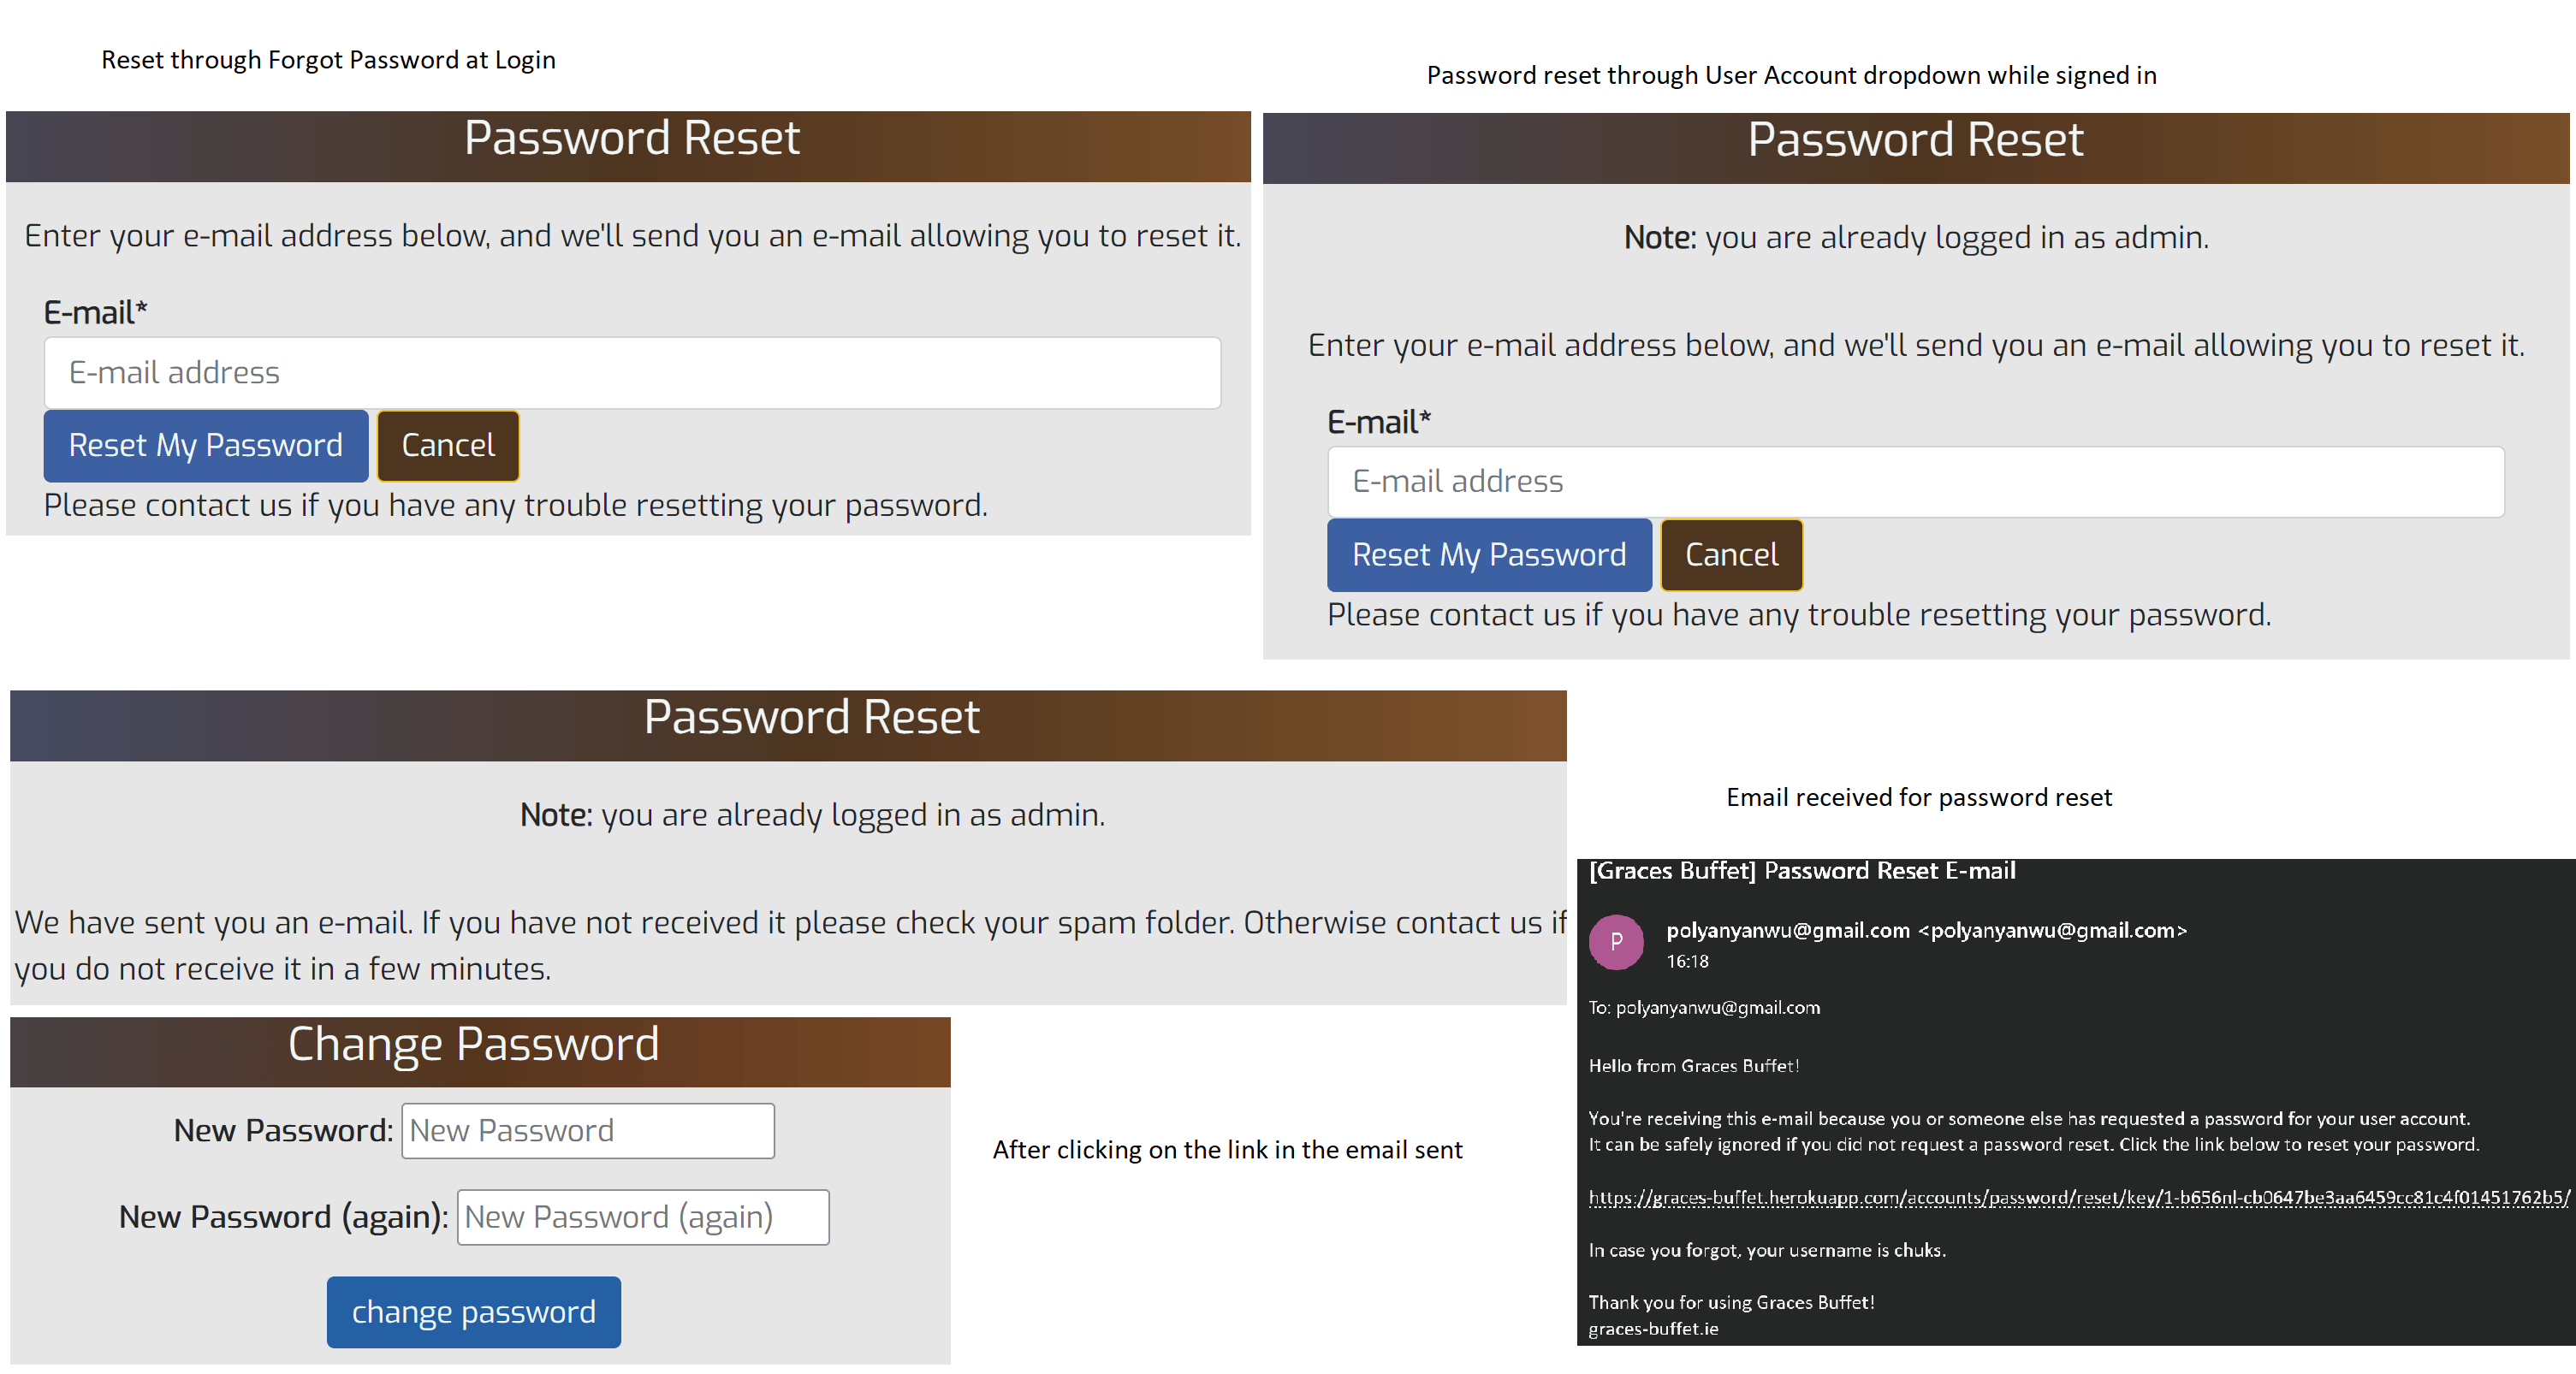 Reset through Forgot Password at Login
Password Reset
Enter your e-mail address below, and we'll send you an e-mail allowing you to reset it.
E-mail*
E-mail address
Reset My Password
Cancel
Please contact us if you have any trouble resetting your password.
Password reset through User Account dropdown while signed in
Password Reset
Note: you are already logged in as admin.
Enter your e-mail address below, and we'll send you an e-mail allowing you to reset it.
E-mail*
E-mail address
Reset My Password
Cancel
Please contact us if you have any trouble resetting your password.
Password Reset
Note: you are already logged in as admin.
We have sent you an e-mail. If you have not received it please check your spam folder. Otherwise contact us if
you do not receive it in a few minutes.
Email received for password reset
[Graces Buffet] Password Reset E-mail
P
polyanyanwu@gmail.com <polyanyanwu@gmail.com>
16:18
To: polyanyanwu@gmail.com
Hello from Graces Buffet!
You're receiving this e-mail because you or someone else has requested a password for your user account.
It can be safely ignored if you did not request a password reset. Click the link below to reset your password.
https://graces-buffet.herokuapp.com/accounts/password/reset/key/1-b656nl-cb0647be3aa6459cc81c4f01451762b5/
In case you forgot, your username is chuks.
Thank you for using Graces Buffet!
graces-buffet.ie
Change Password
New Password: New Password
New Password (again): New Password (again)
change password
After clicking on the link in the email sent